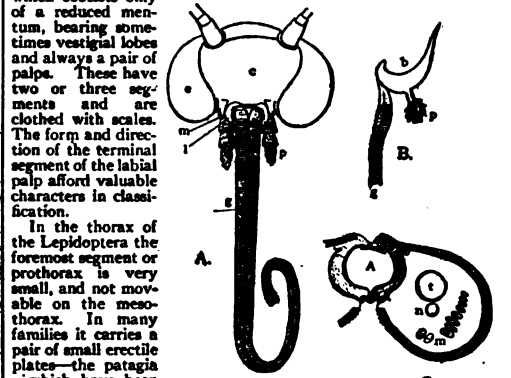 of a reduced men-
tum, bearing some-
times vestigial lobes
and always a pair of
palps. These have
two or three seg-
ments and are
clothed with scales.
The form and direc-
tion of the terminal
segment of the labial
palp afford valuable
characters in classi-
fication.
In the thorax of
the Lepidoptera the
foremost segment or
prothorax is very
small, and not mov-
able on the meso-
thorax. In many
families it carries a
pair of small erectile
plates—the patagia
e
c
m
l
p
g
A.
b
p
B.
g
A
t
n
m